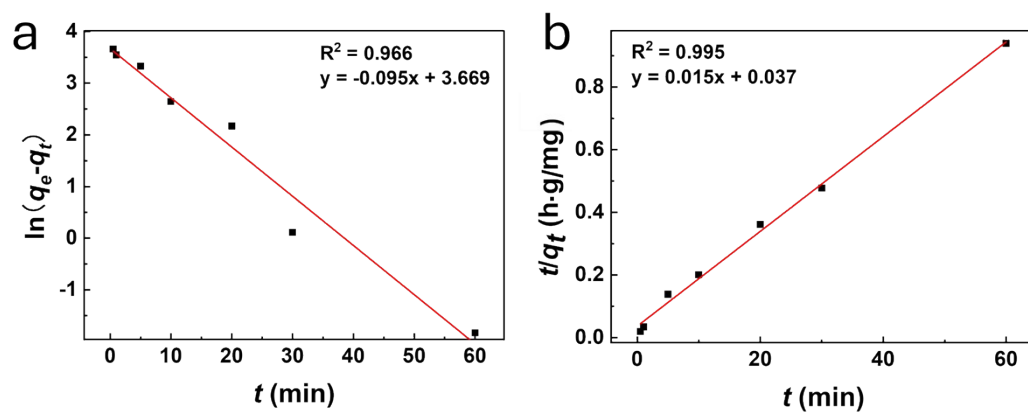 a
R² = 0.966
y = -0.095x + 3.669
ln(qe-qt)
4
3
2
1
0
-1
0 10 20 30 40 50 60
t (min)
b
R² = 0.995
y = 0.015x + 0.037
t/qt (h·g/mg)
0.8
0.6
0.4
0.2
0.0
0 20 40 60
t (min)